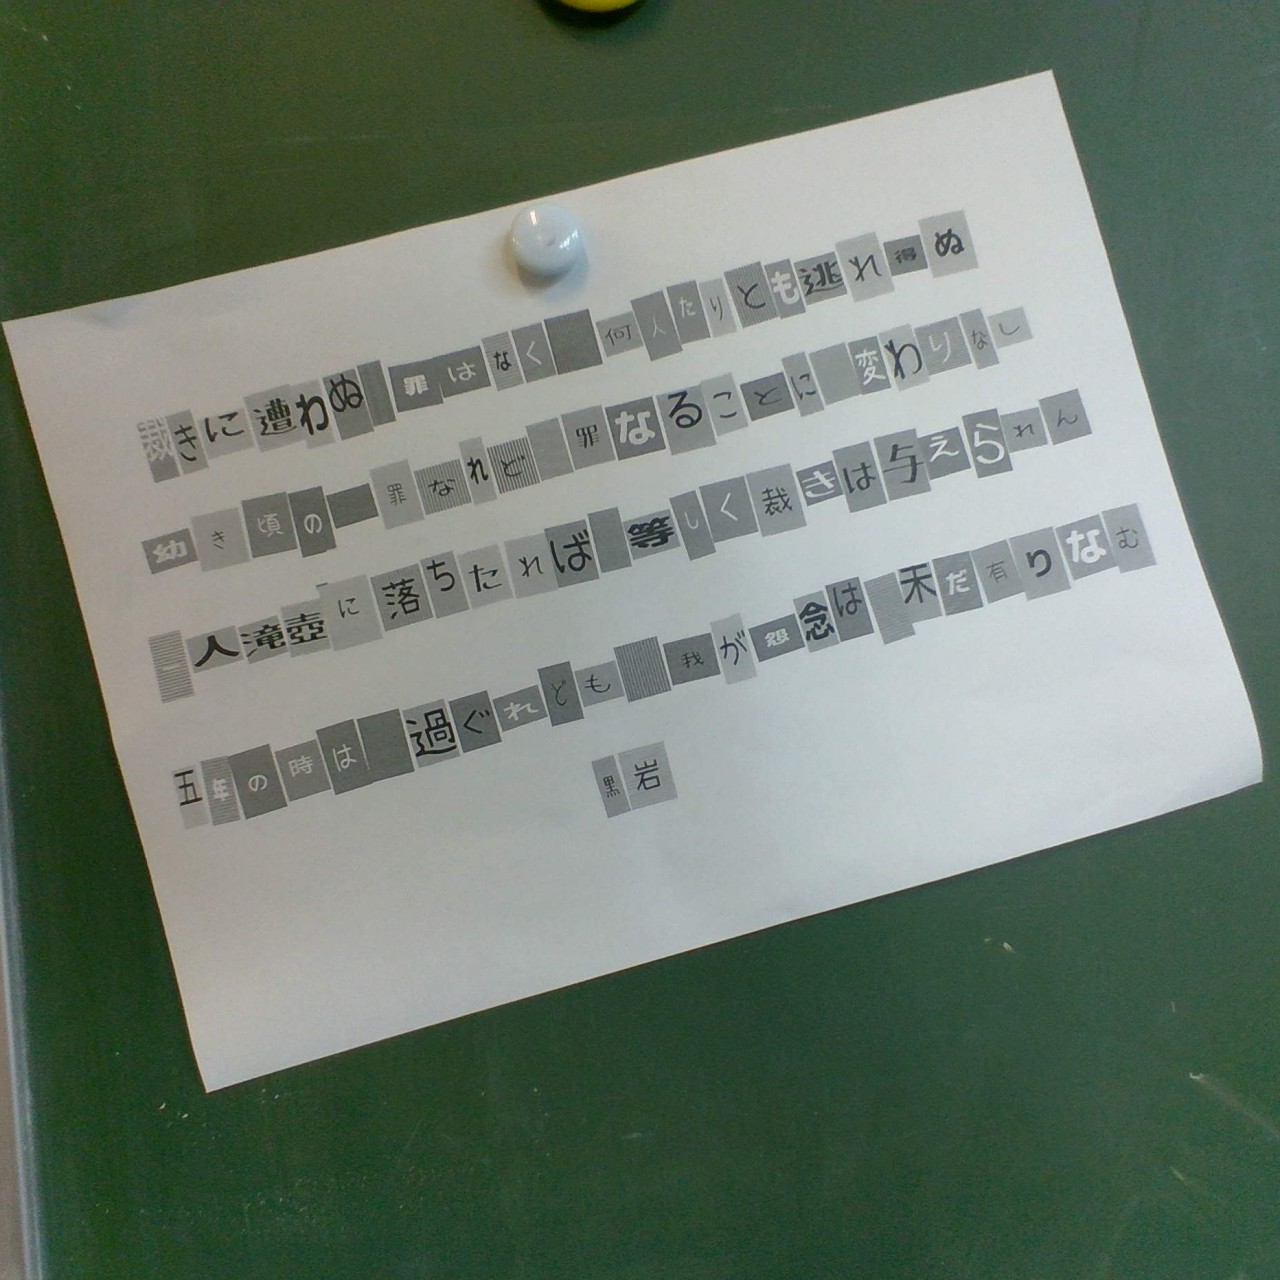 裁きに遭わぬ 罪はなく 何人たりとも逃れ得ぬ
幼き頃の 罪なれど 罪なることに 変わりなし
一人滝壺に落ちたれば 等しく裁きは与えられん
五年の時は 過ぐれども 我が怨念は 未だ有りなむ
黒岩